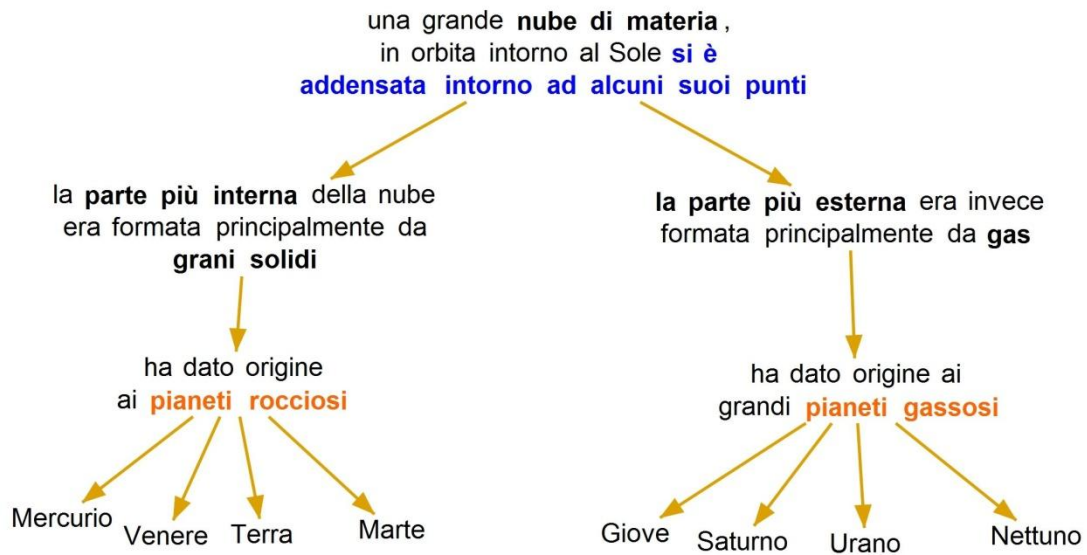 una grande nube di materia ,
in orbita intorno al Sole si è
addensata intorno ad alcuni suoi punti
la parte più interna della nube
era formata principalmente da
grani solidi
la parte più esterna era invece
formata principalmente da gas
ha dato origine
ai pianeti rocciosi
ha dato origine ai
grandi pianeti gassosi
Mercurio
Venere
Terra
Marte
Giove
Saturno
Urano
Nettuno